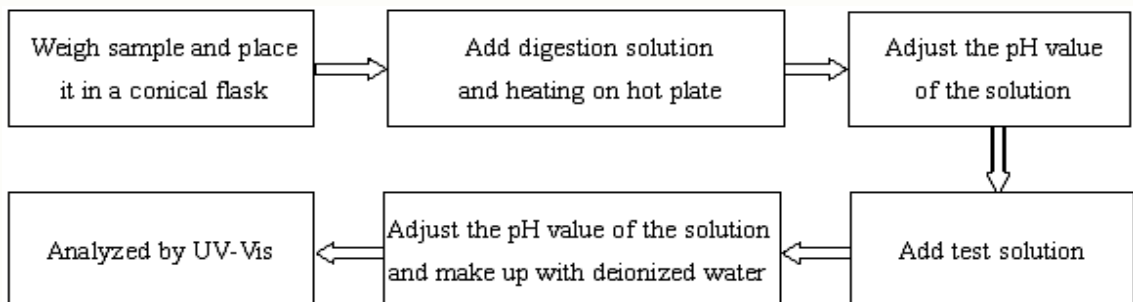 Weigh sample and place
it in a conical flask
Add digestion solution
and heating on hot plate
Adjust the pH value
of the solution
Add test solution
Adjust the pH value of the solution
and make up with deionized water
Analyzed by UV-Vis